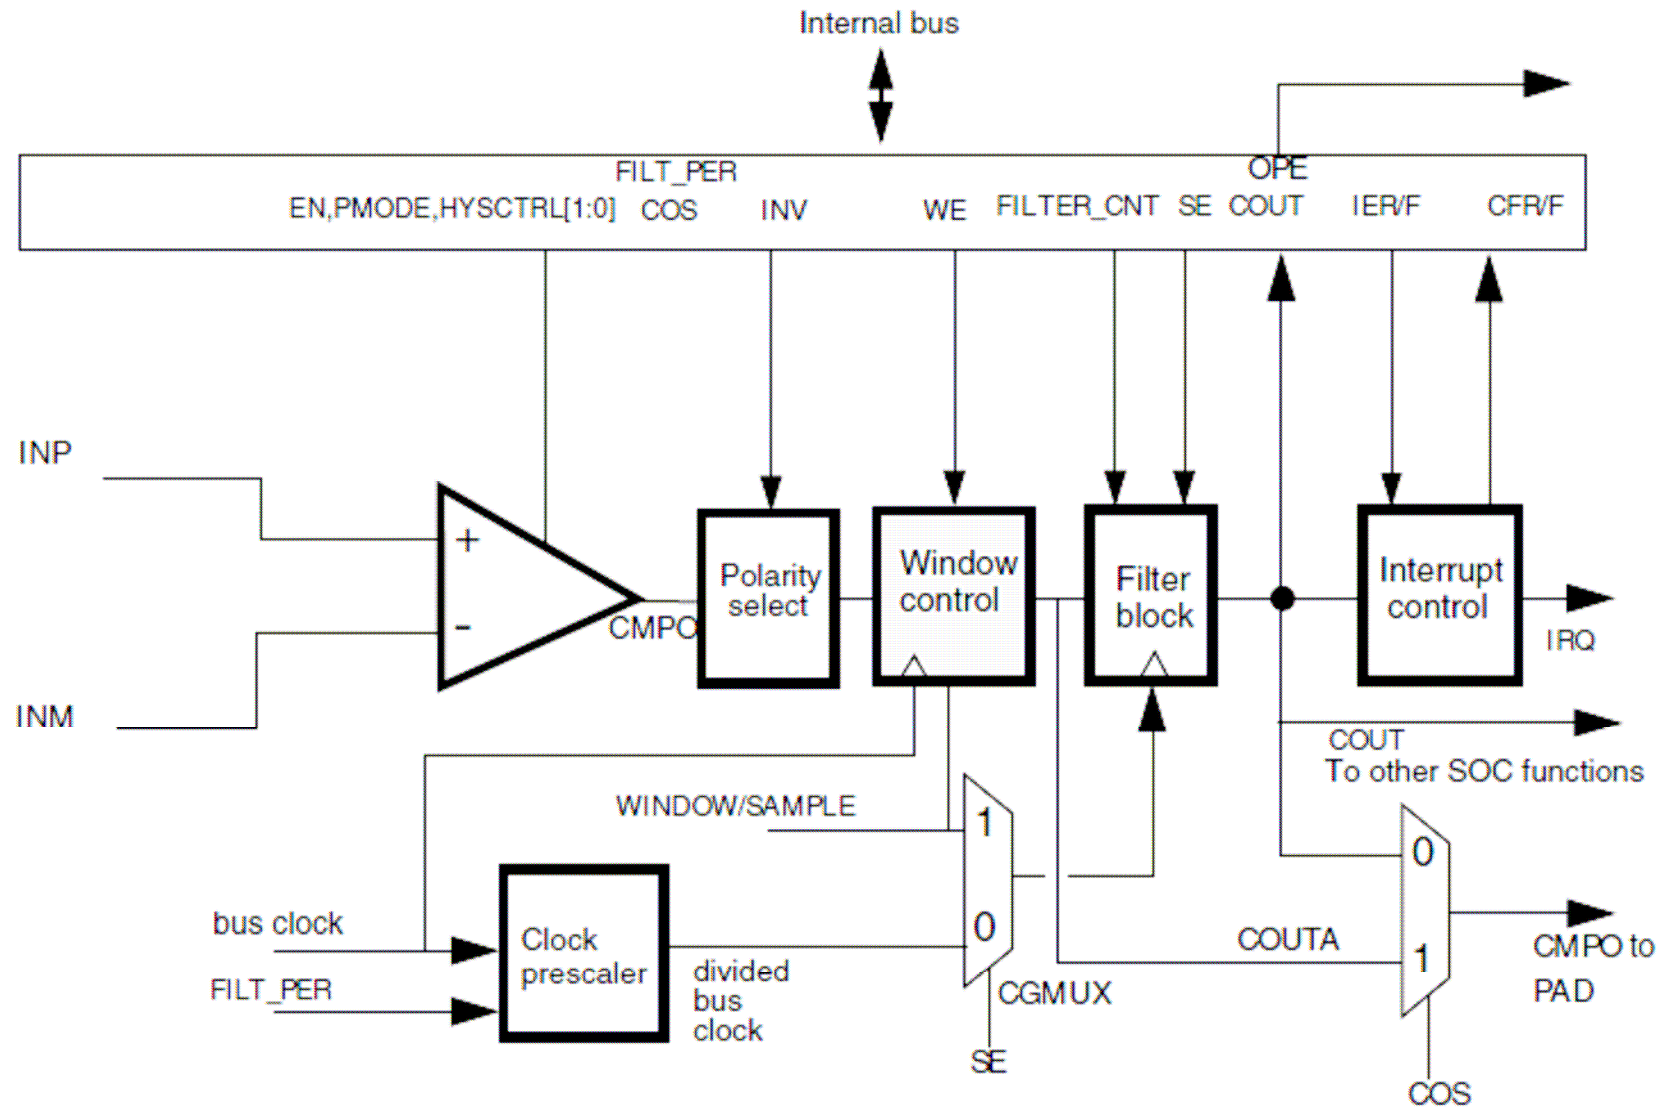 Internal bus
FILT_PER
OPE
EN,PMODE,HYSCTRL[1:0]
COS
INV
WE
FILTER_CNT
SE
COUT
IER/F
CFR/F
INP
+
-
INM
CMPO
Polarity
select
Window
control
Filter
block
Interrupt
control
IRQ
COUT
To other SOC functions
WINDOW/SAMPLE
1
0
CGMUX
SE
bus clock
FILT_PER
Clock
prescaler
divided
bus
clock
COUTA
0
1
CMPO to
PAD
COS